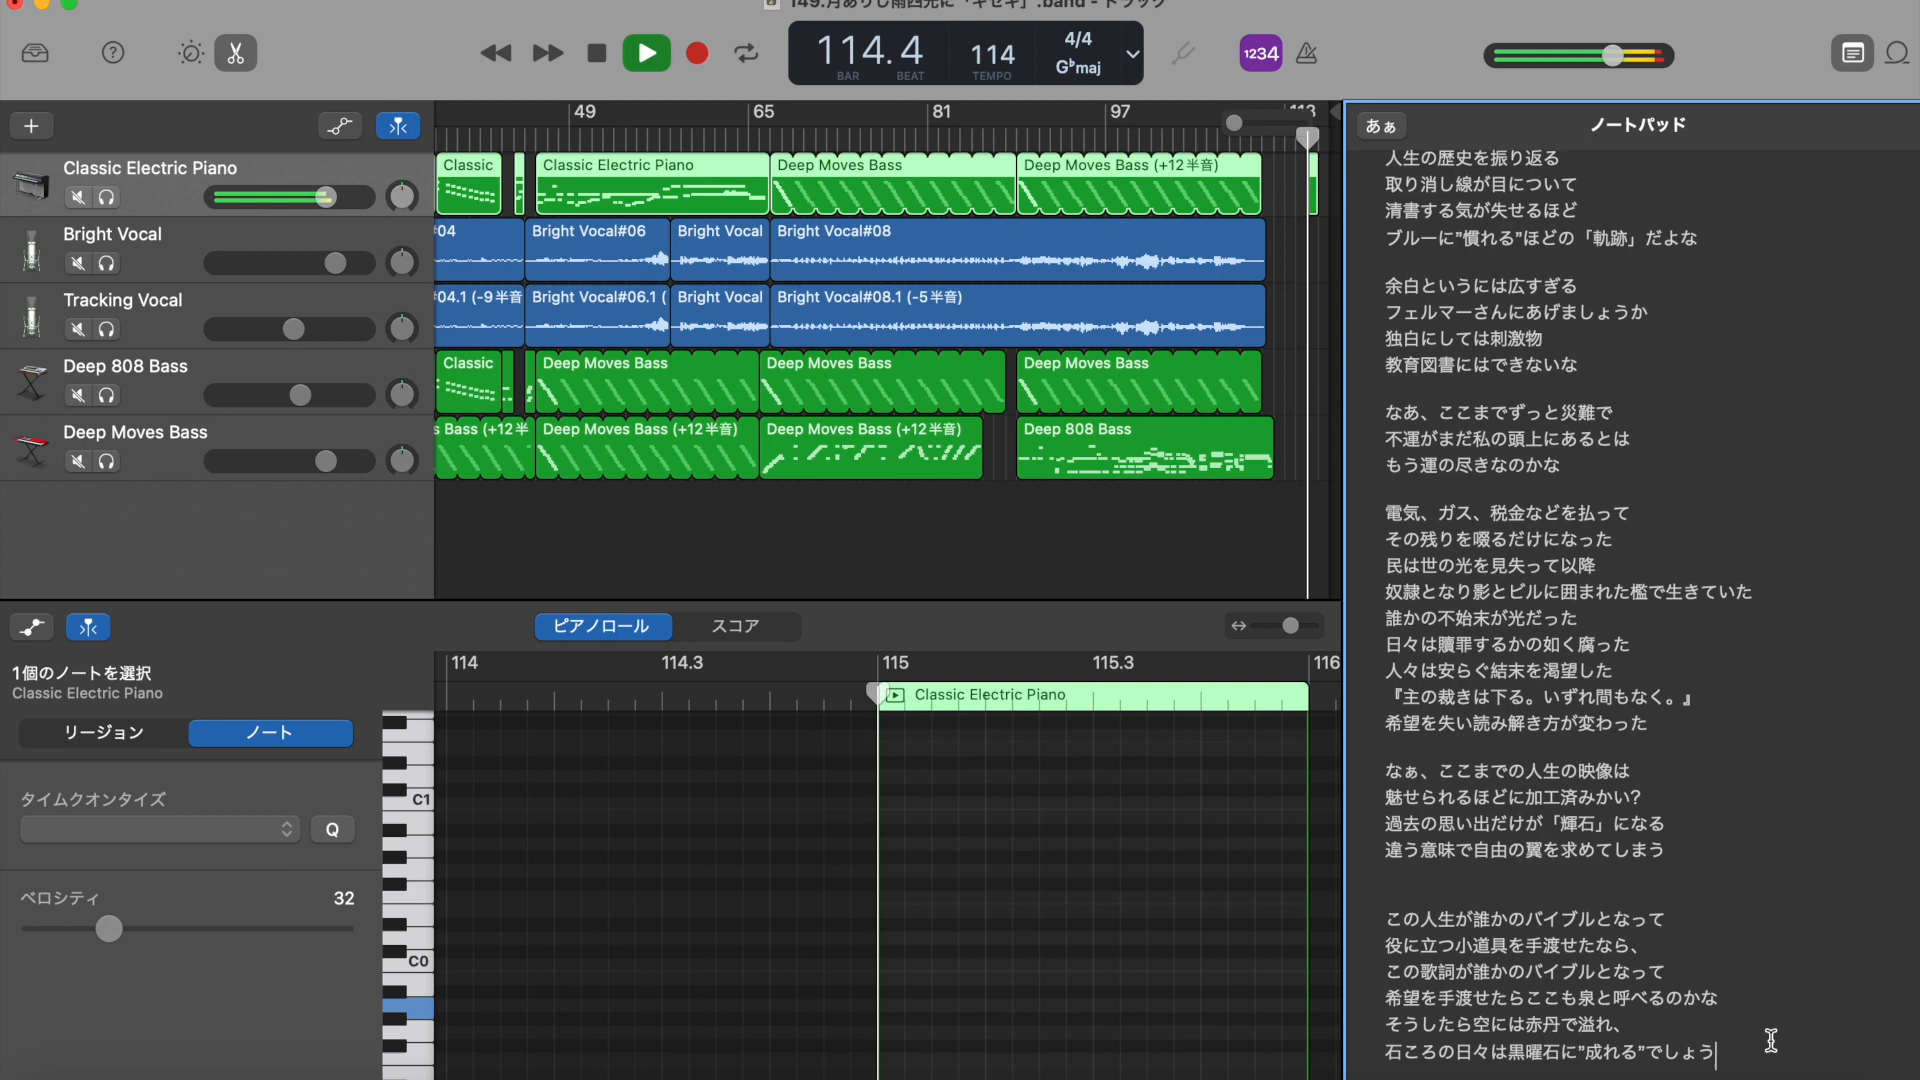 149.月ありし雨四光に「キセキ」.band - トラック
114.4
BAR BEAT
114
TEMPO
4/4
G♭maj
1234
49 65 81 97 113
Classic Electric Piano
Bright Vocal
Tracking Vocal
Deep 808 Bass
Deep Moves Bass
Classic
Classic Electric Piano
Deep Moves Bass
Deep Moves Bass (+12半音)
#04
Bright Vocal#06
Bright Vocal
Bright Vocal#08
#04.1 (-9半音
Bright Vocal#06.1 (
Bright Vocal
Bright Vocal#08.1 (-5半音)
Classic
Deep Moves Bass
Deep Moves Bass
Deep Moves Bass
s Bass (+12半
Deep Moves Bass (+12半音)
Deep Moves Bass (+12半音)
Deep 808 Bass
ピアノロール
スコア
1個のノートを選択
Classic Electric Piano
リージョン
ノート
タイムクオンタイズ
Q
ベロシティ
32
114 114.3 115 115.3 116
Classic Electric Piano
C1
C0
あぁ
ノートパッド
人生の歴史を振り返る
取り消し線が目について
清書する気が失せるほど
ブルーに”慣れる”ほどの「軌跡」だよな
余白というには広すぎる
フェルマーさんにあげましょうか
独白にしては刺激物
教育図書にはできないな
なあ、ここまでずっと災難で
不運がまだ私の頭上にあるとは
もう運の尽きなのかな
電気、ガス、税金などを払って
その残りを啜るだけになった
民は世の光を見失って以降
奴隷となり影とビルに囲まれた檻で生きていた
誰かの不始末が光だった
日々は贖罪するかの如く腐った
人々は安らぐ結末を渇望した
『主の裁きは下る。いずれ間もなく。』
希望を失い読み解き方が変わった
なぁ、ここまでの人生の映像は
魅せられるほどに加工済みかい?
過去の思い出だけが「輝石」になる
違う意味で自由の翼を求めてしまう
この人生が誰かのバイブルとなって
役に立つ小道具を手渡せたなら、
この歌詞が誰かのバイブルとなって
希望を手渡せたらここも泉と呼べるのかな
そうしたら空には赤丹で溢れ、
石ころの日々は黒曜石に”成れる”でしょう